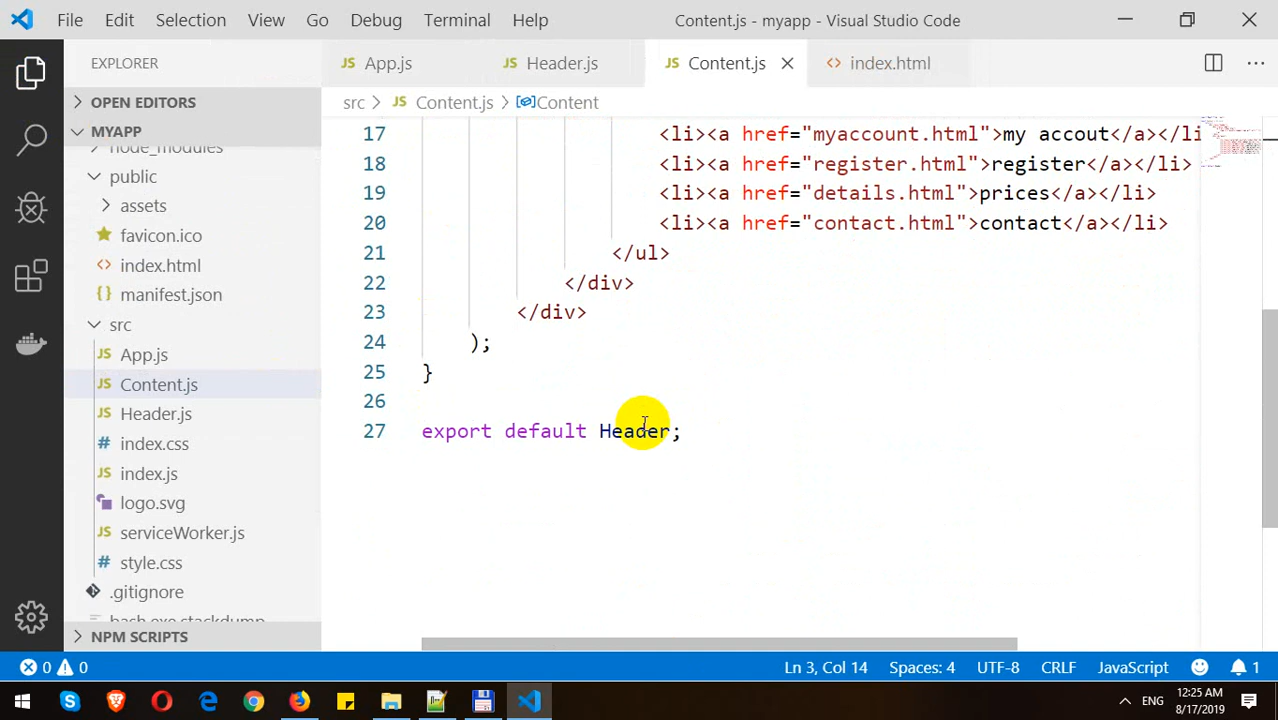 File Edit Selection View Go Debug Terminal Help Content.js - myapp - Visual Studio Code
EXPLORER App.js Header.js Content.js index.html
OPEN EDITORS src > Content.js > Content
MYAPP
node_modules
public
assets
favicon.ico
index.html
manifest.json
src
App.js
Content.js
Header.js
index.css
index.js
logo.svg
serviceWorker.js
style.css
.gitignore
bash.exe.stackdump
NPM SCRIPTS
17 <li><a href="myaccount.html">my accout</a></li
18 <li><a href="register.html">register</a></li>
19 <li><a href="details.html">prices</a></li>
20 <li><a href="contact.html">contact</a></li>
21 </ul>
22 </div>
23 </div>
24 );
25 }
26
27 export default Header;
0 0 Ln 3, Col 14 Spaces: 4 UTF-8 CRLF JavaScript 1
ENG 12:25 AM
8/17/2019